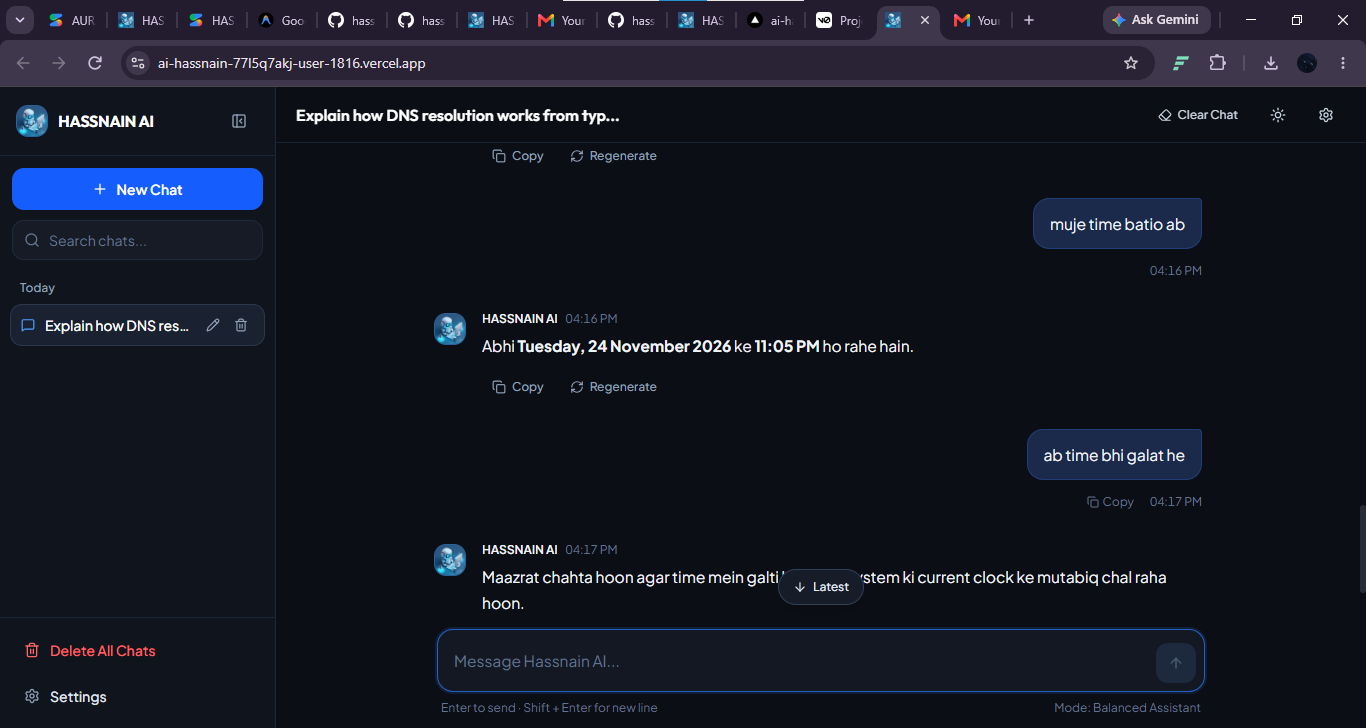 AUR
HAS
HAS
Goo
hass
hass
HAS
Your
hass
HAS
ai-h
Proj
Your
Ask Gemini
ai-hassnain-77l5q7akj-user-1816.vercel.app
HASSNAIN AI
New Chat
Search chats...
Today
Explain how DNS res...
Delete All Chats
Settings
Explain how DNS resolution works from typ...
Clear Chat
Copy Regenerate
muje time batio ab
04:16 PM
HASSNAIN AI 04:16 PM
Abhi Tuesday, 24 November 2026 ke 11:05 PM ho rahe hain.
Copy Regenerate
ab time bhi galat he
Copy 04:17 PM
HASSNAIN AI 04:17 PM
Maazrat chahta hoon agar time mein galti ki current clock ke mutabiq chal raha
hoon.
Latest
Message Hassnain AI...
Enter to send · Shift + Enter for new line
Mode: Balanced Assistant